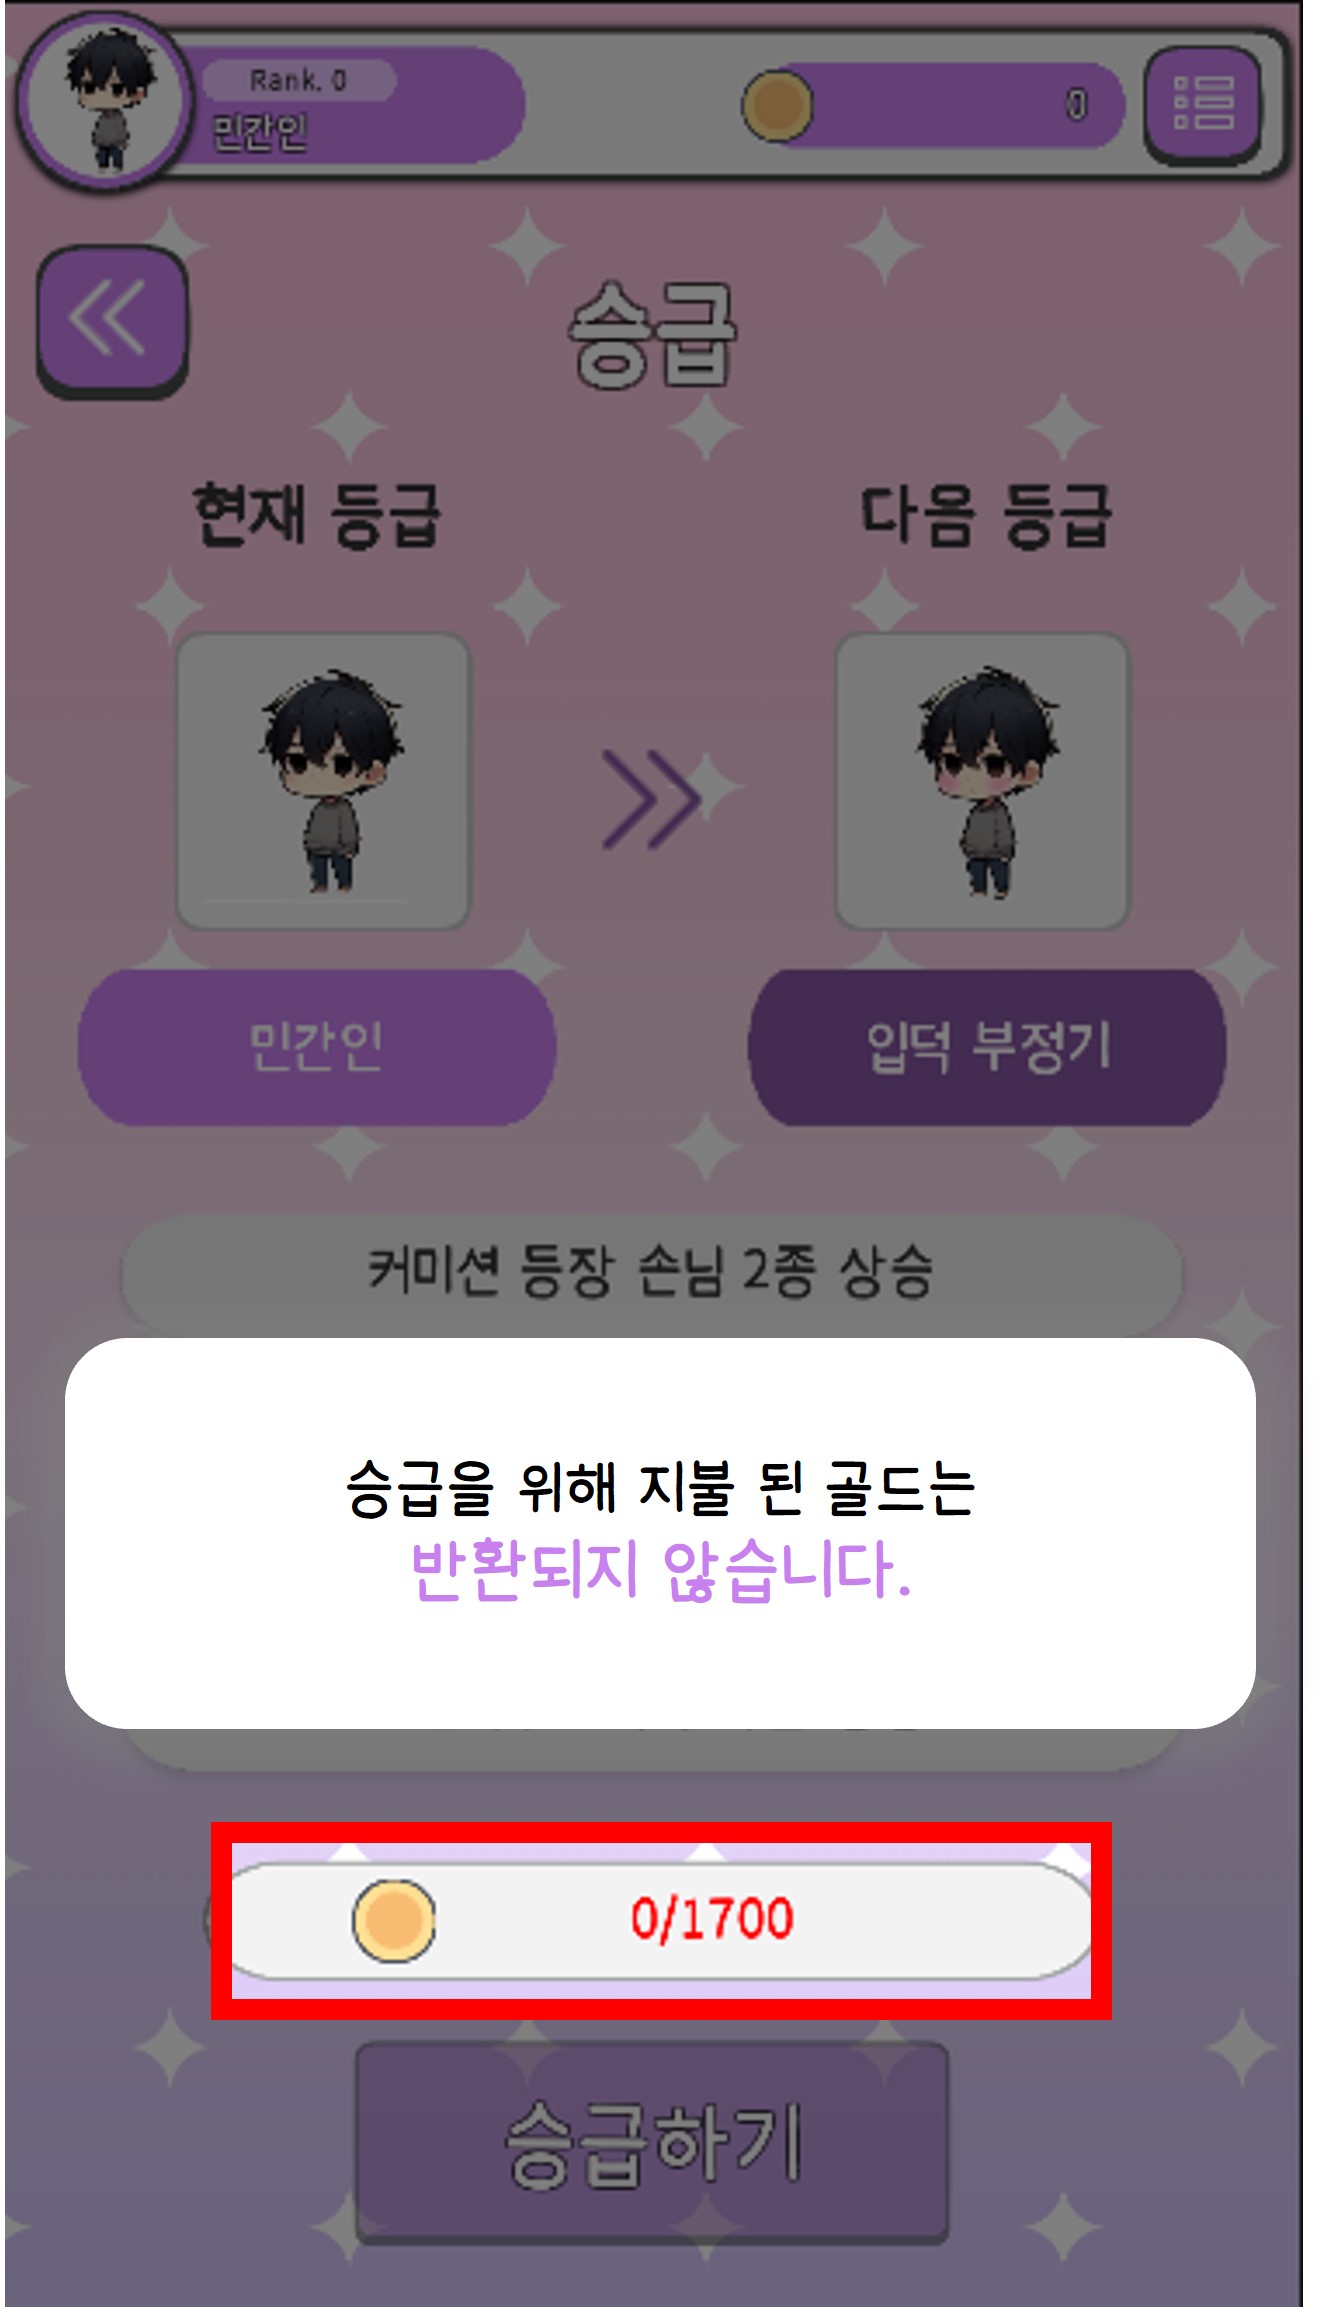 Rank. 0
민간인
0
승급
현재 등급
다음 등급
민간인
입덕 부정기
커미션 등장 손님 2종 상승
승급을 위해 지불 된 골드는
반환되지 않습니다.
0/1700
승급하기